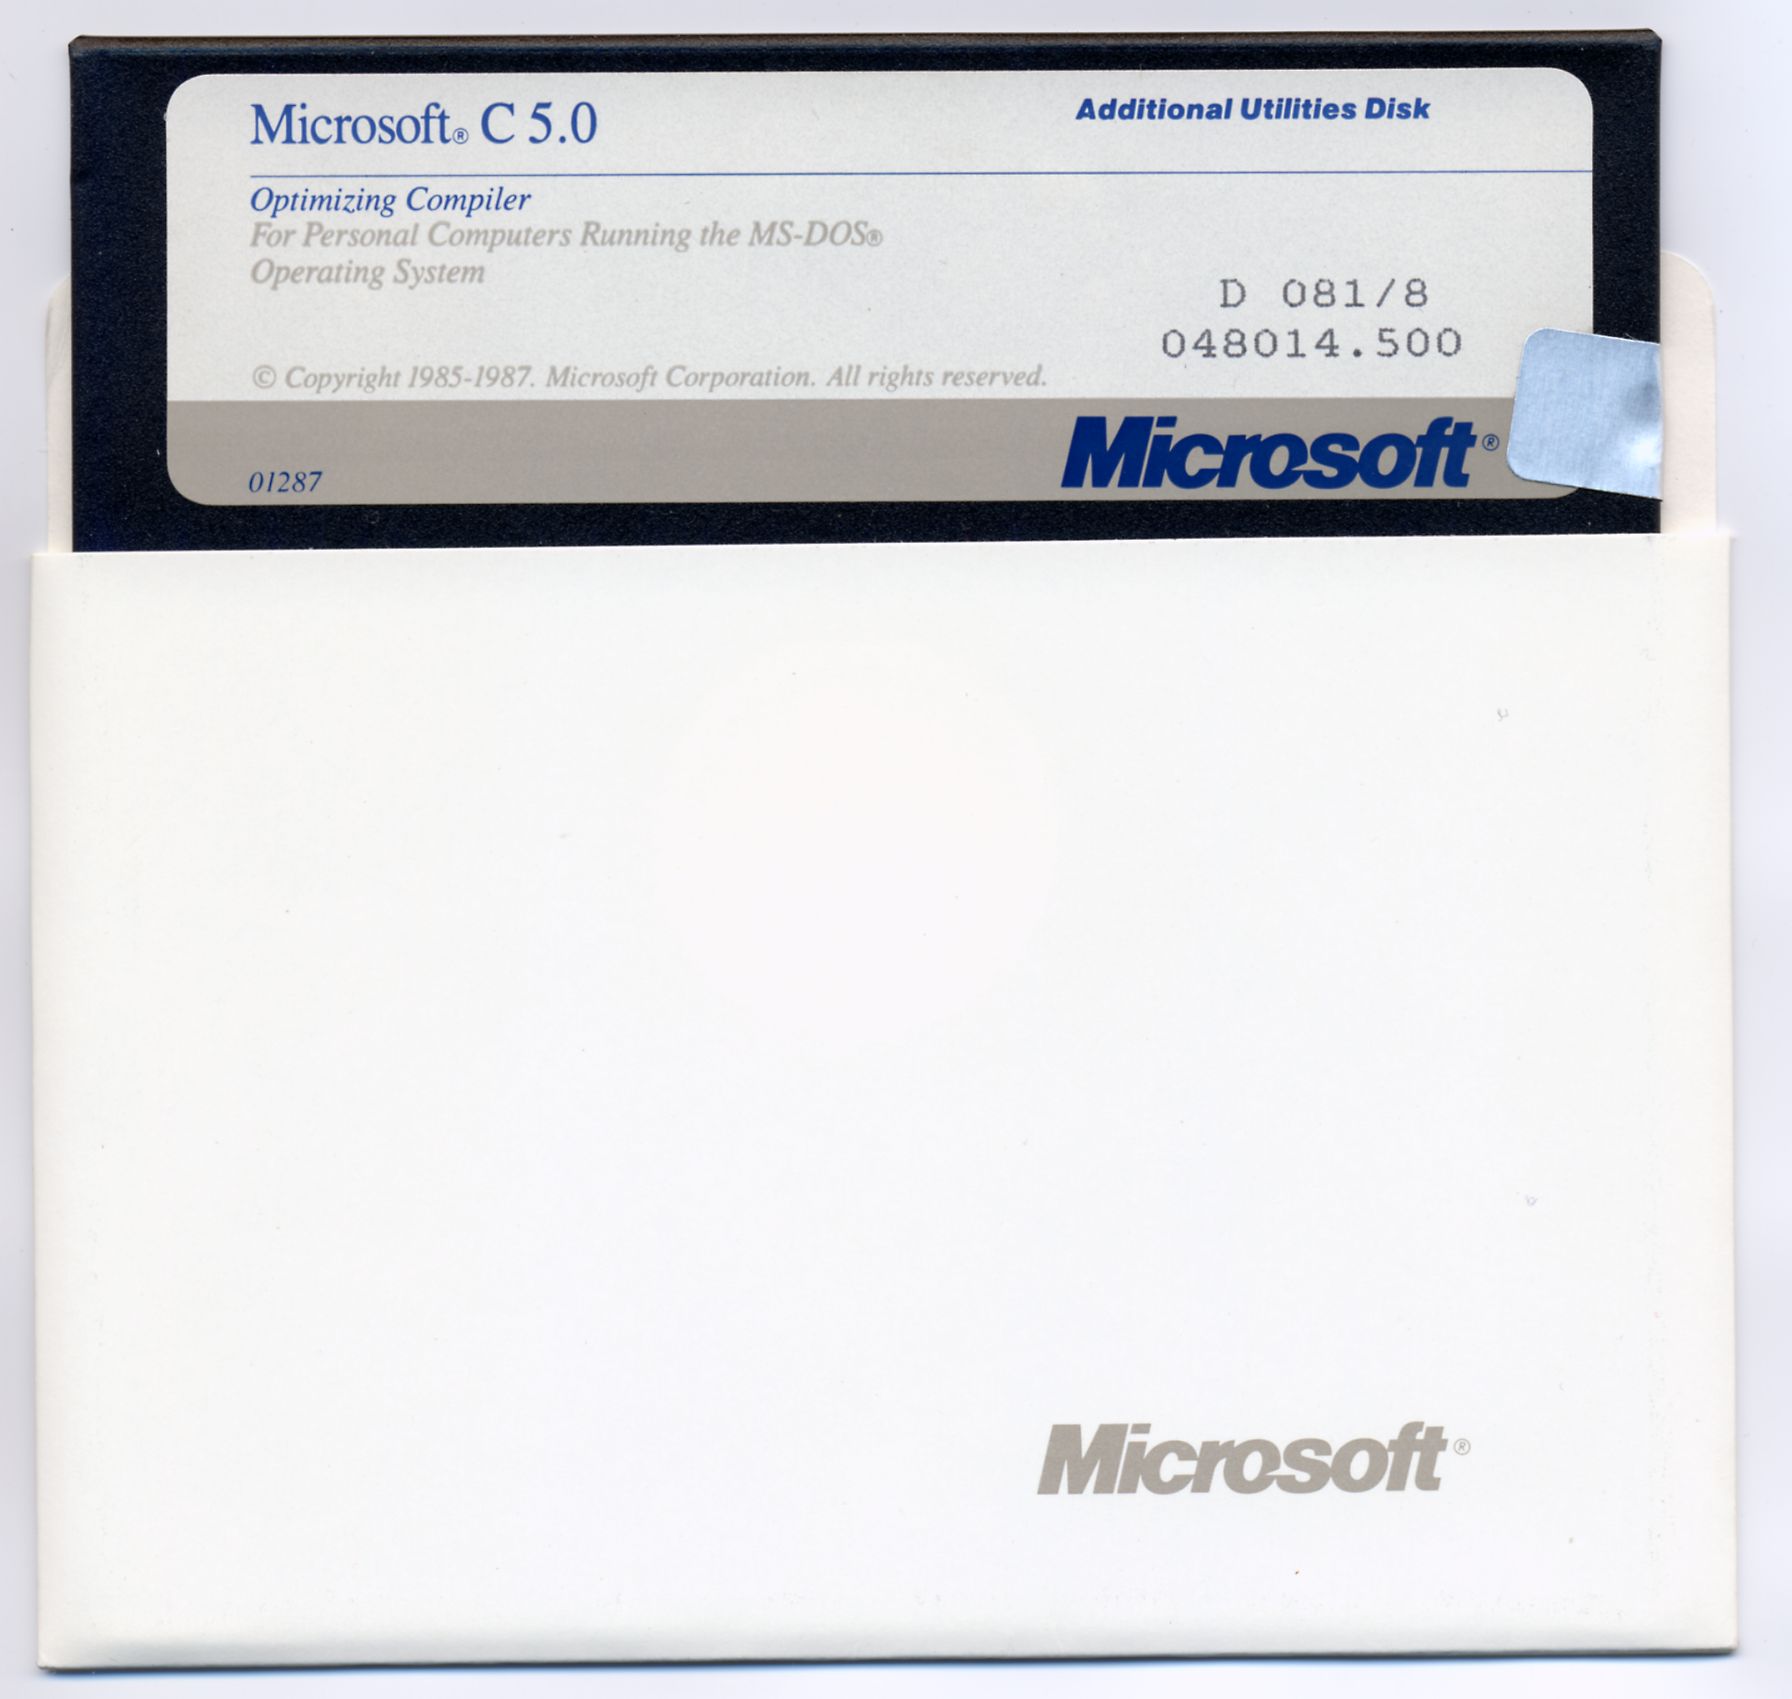 Microsoft® C 5.0
Additional Utilities Disk
Optimizing Compiler
For Personal Computers Running the MS-DOS®
Operating System
D 081/8
048014.500
© Copyright 1985-1987. Microsoft Corporation. All rights reserved.
01287
Microsoft®
Microsoft®